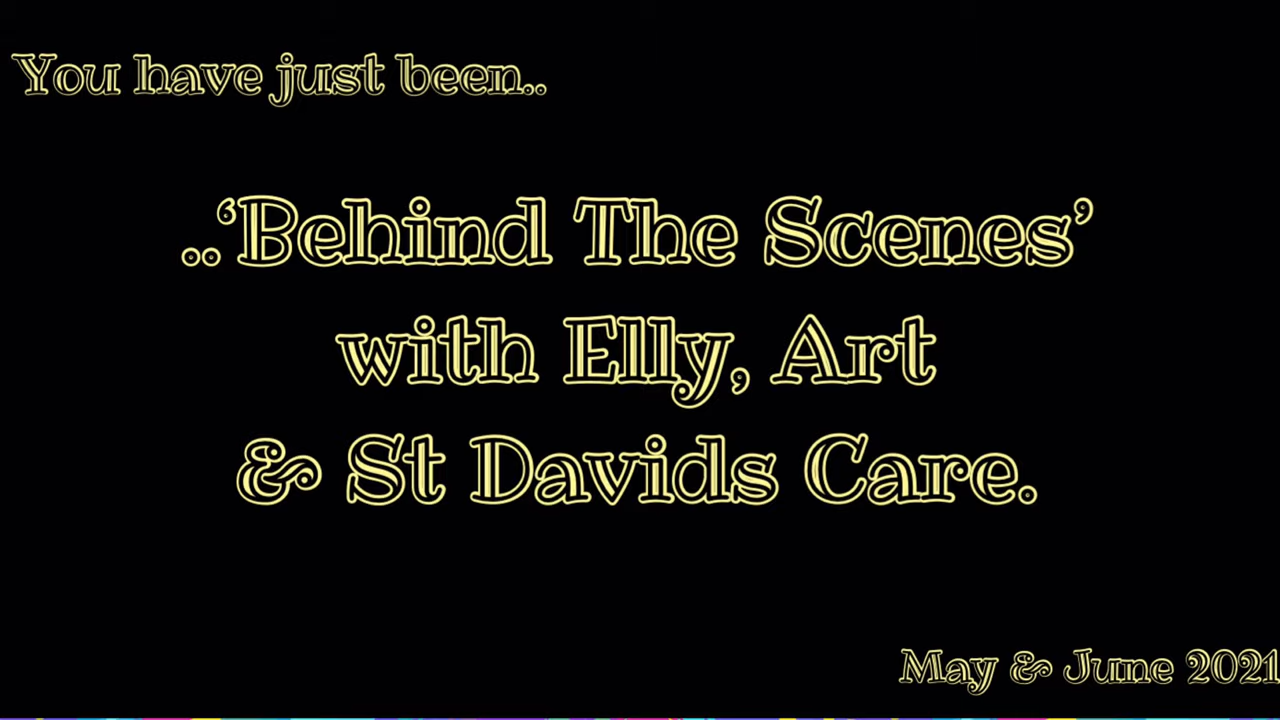 You have just been..
..‘Behind The Scenes’
with Elly, Art
& St Davids Care.
May & June 2021